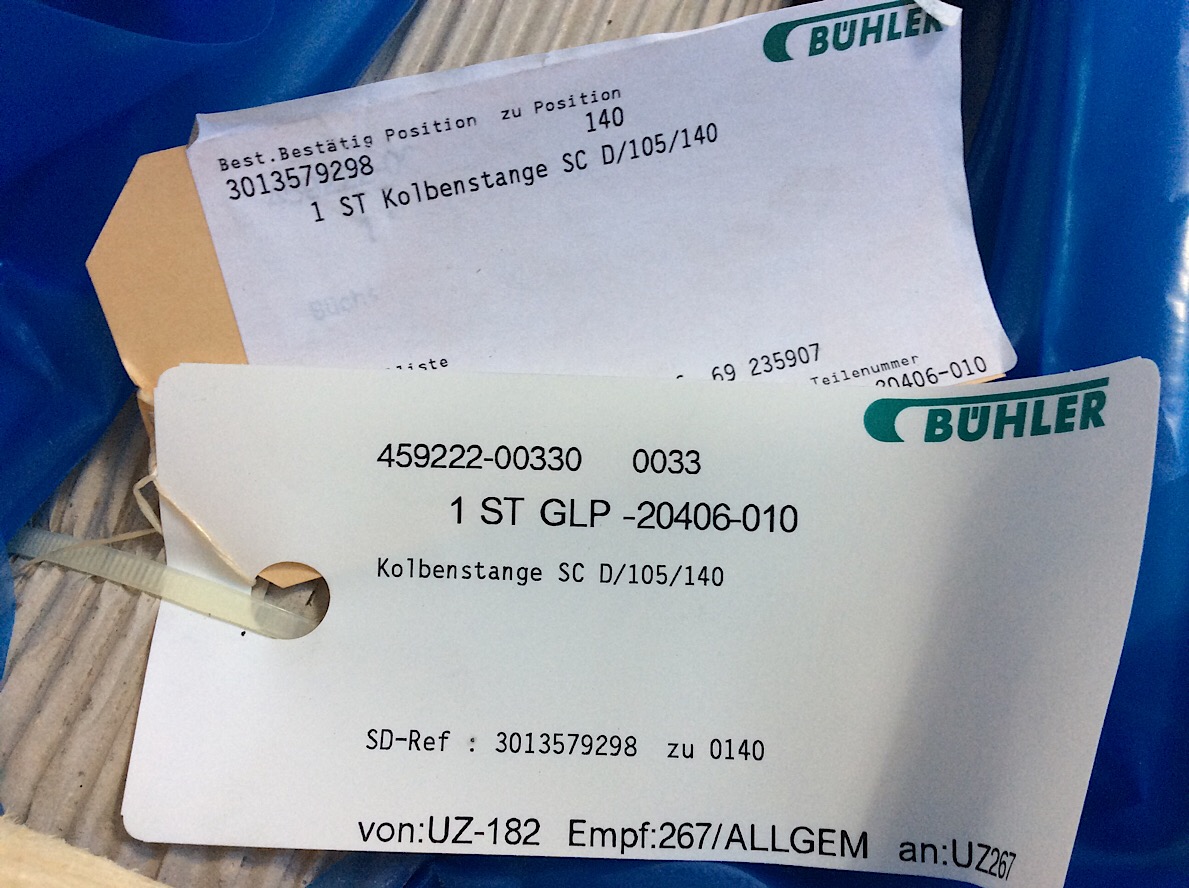 BÜHLER
Best.Bestätig Position zu Position
3013579298 140
1 ST Kolbenstange SC D/105/140
69 235907
Teilenummer
20406-010
BÜHLER
459222-00330 0033
1 ST GLP -20406-010
Kolbenstange SC D/105/140
SD-Ref : 3013579298 zu 0140
von:UZ-182 Empf:267/ALLGEM an:UZ267